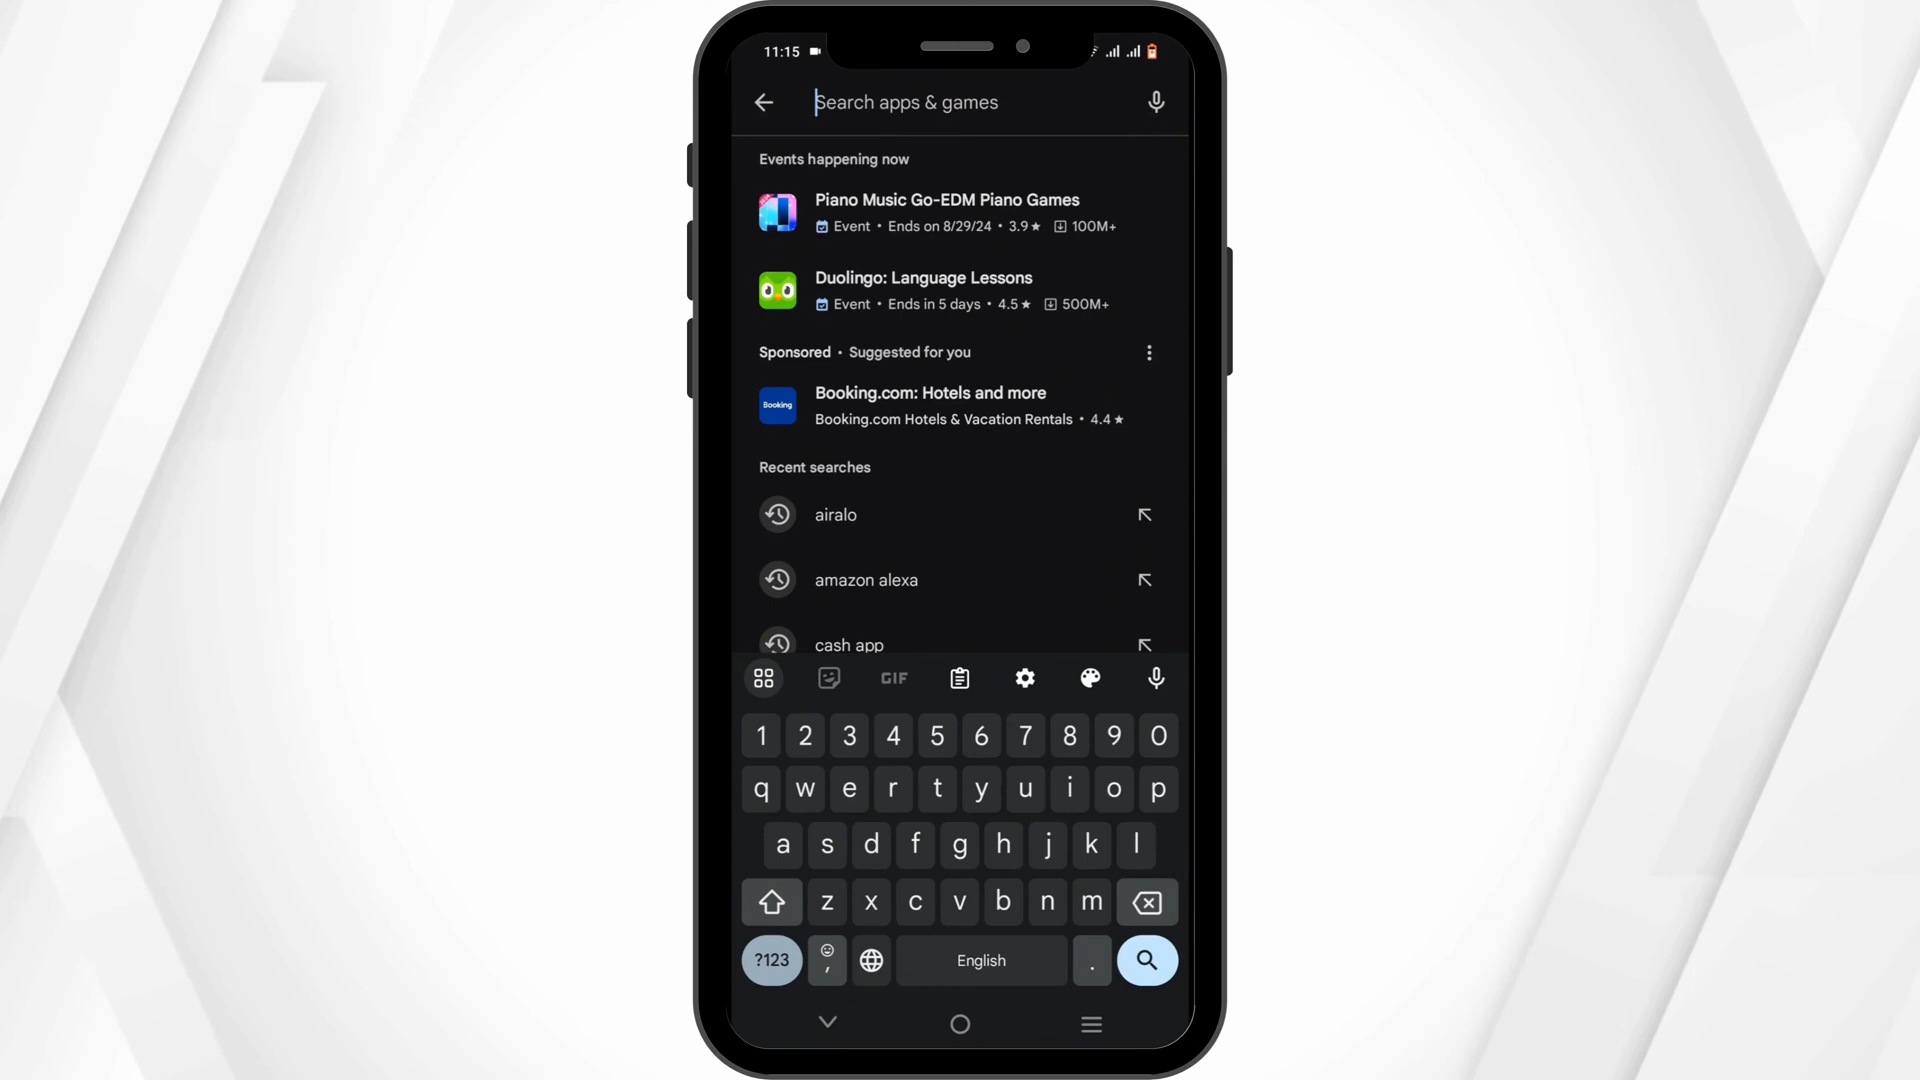 11:15
Search apps & games
Events happening now
Piano Music Go-EDM Piano Games
Event • Ends on 8/29/24 • 3.9★ 100M+
Duolingo: Language Lessons
Event • Ends in 5 days • 4.5★ 500M+
Sponsored • Suggested for you
Booking.com: Hotels and more
Booking
Booking.com Hotels & Vacation Rentals • 4.4★
Recent searches
airalo
amazon alexa
cash app
GIF
1 2 3 4 5 6 7 8 9 0
q w e r t y u i o p
a s d f g h j k l
z x c v b n m
?123 , English .